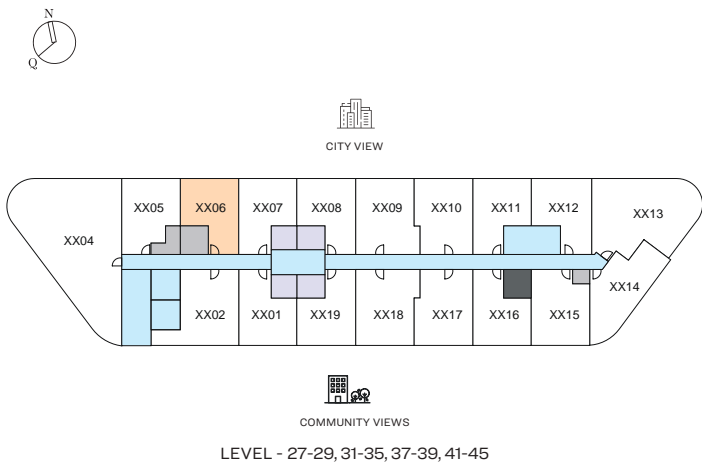 N
Q
CITY VIEW
XX05 XX06 XX07 XX08 XX09 XX10 XX11 XX12
XX13
XX04
XX14
XX02 XX01 XX19 XX18 XX17 XX16 XX15
COMMUNITY VIEWS
LEVEL - 27-29, 31-35, 37-39, 41-45